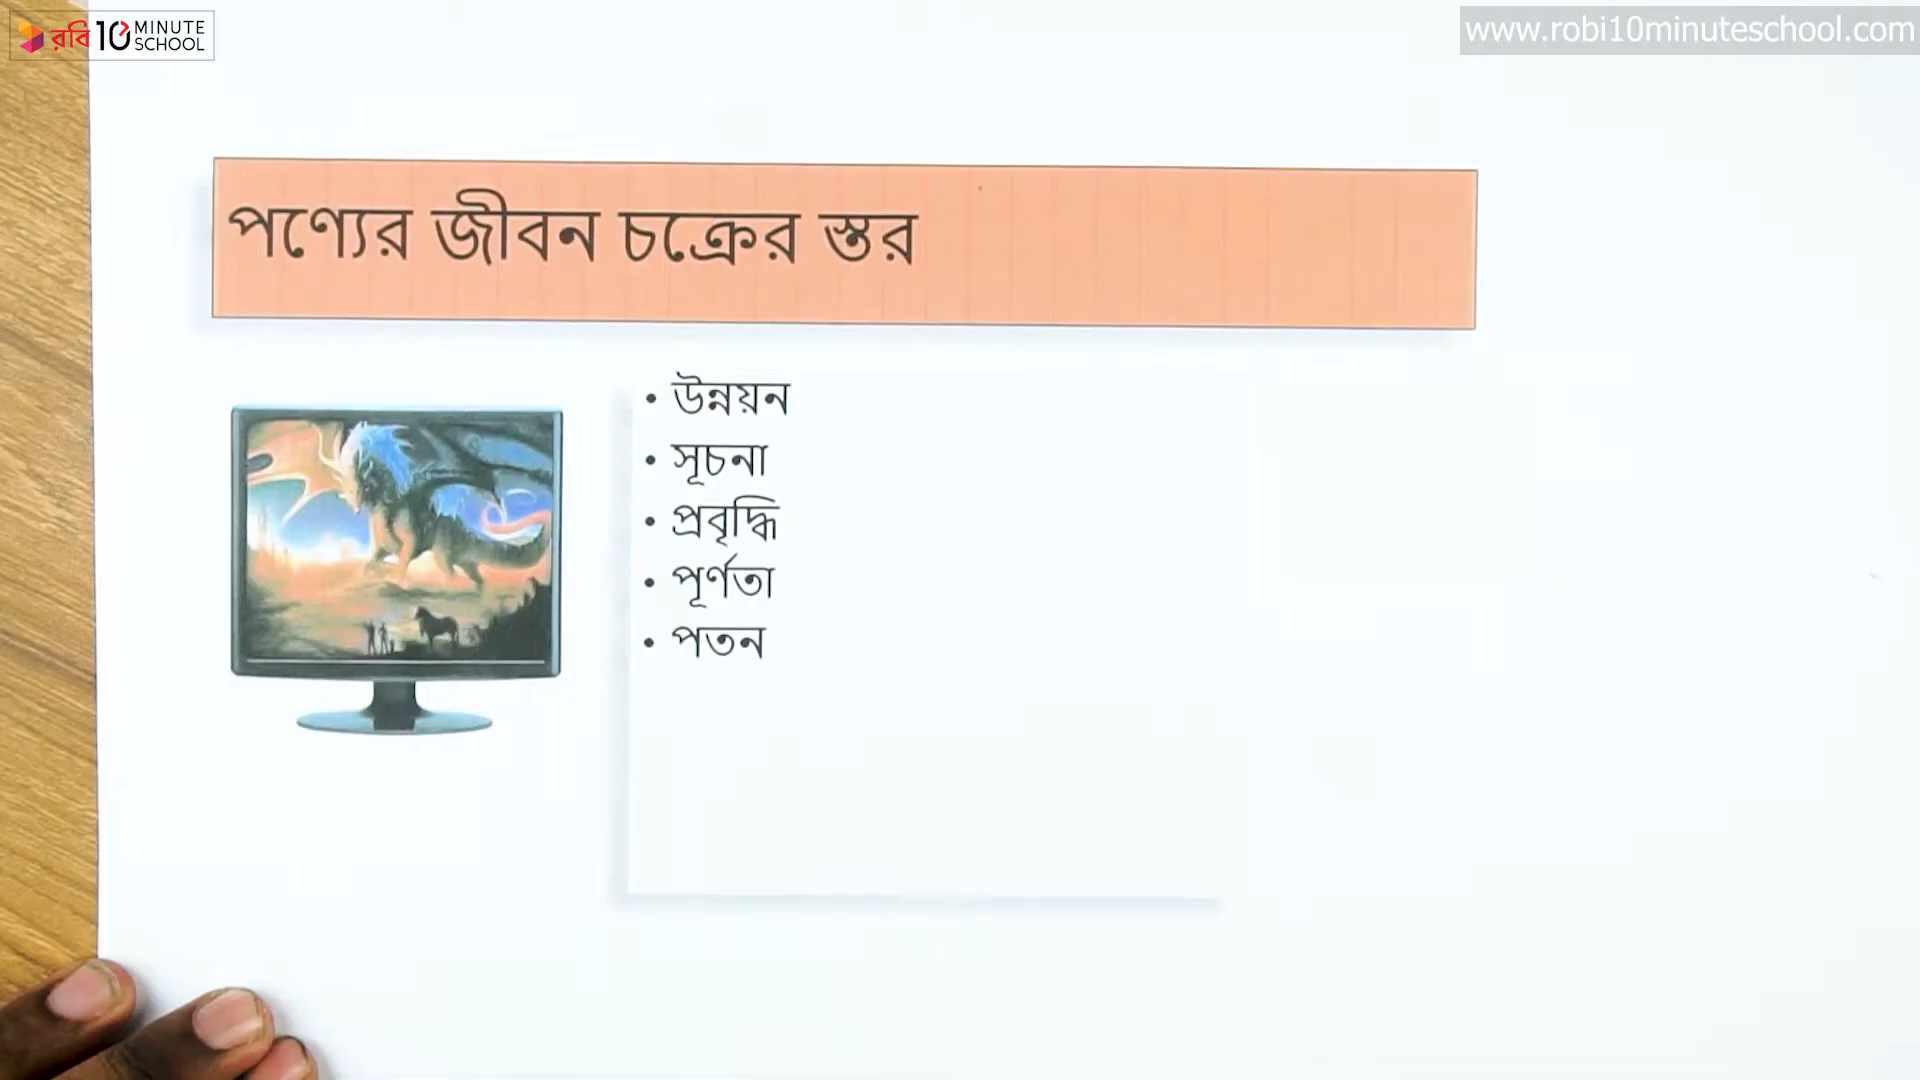 রবি 10 MINUTE SCHOOL
www.robi10minuteschool.com
পণ্যের জীবন চক্রের স্তর
• উন্নয়ন
• সূচনা
• প্রবৃদ্ধি
• পূর্ণতা
• পতন